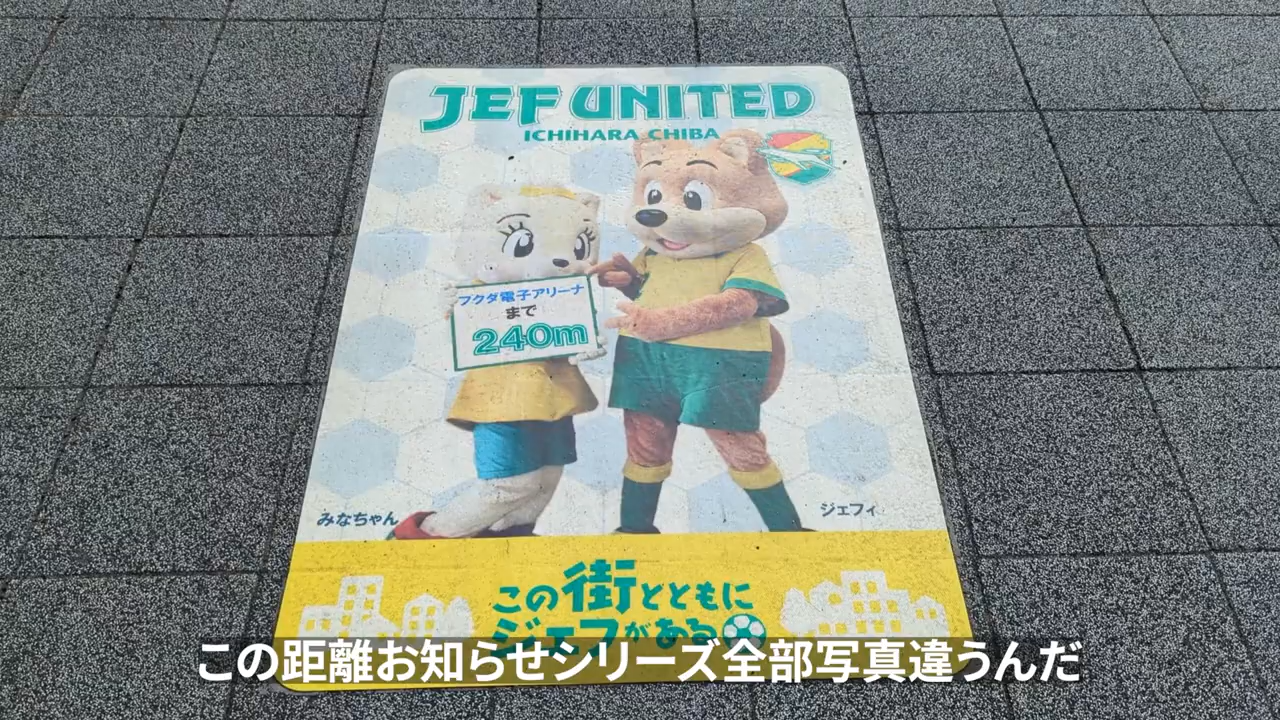 JEF UNITED
ICHIHARA CHIBA
フクダ電子アリーナ
まで
240m
みなちゃん
ジェフィ
この街とともに
ジェフがある
この距離お知らせシリーズ全部写真違うんだ